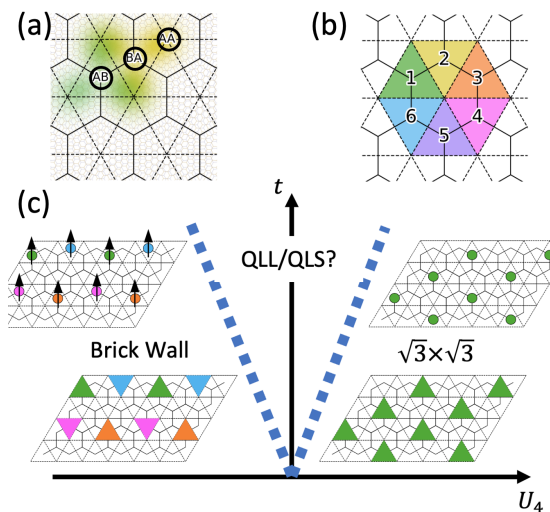 (a)
AA
BA
AB
(b)
2
1
3
6
4
5
(c)
t
QLL/QLS?
Brick Wall
√3×√3
U₄